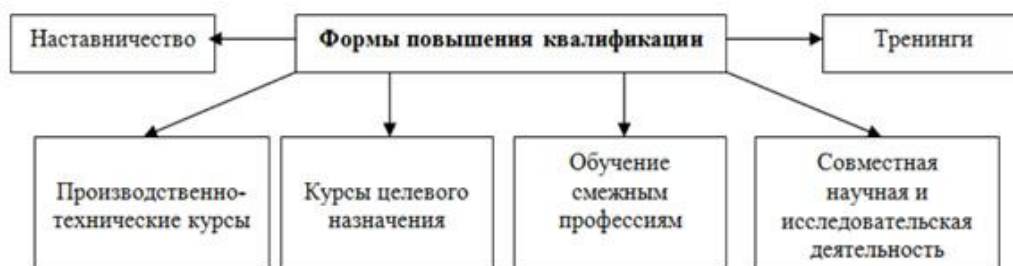 Наставничество
Формы повышения квалификации
Тренинги
Производственно-
технические курсы
Курсы целевого
назначения
Обучение
смежным
профессиям
Совместная
научная и
исследовательская
деятельность